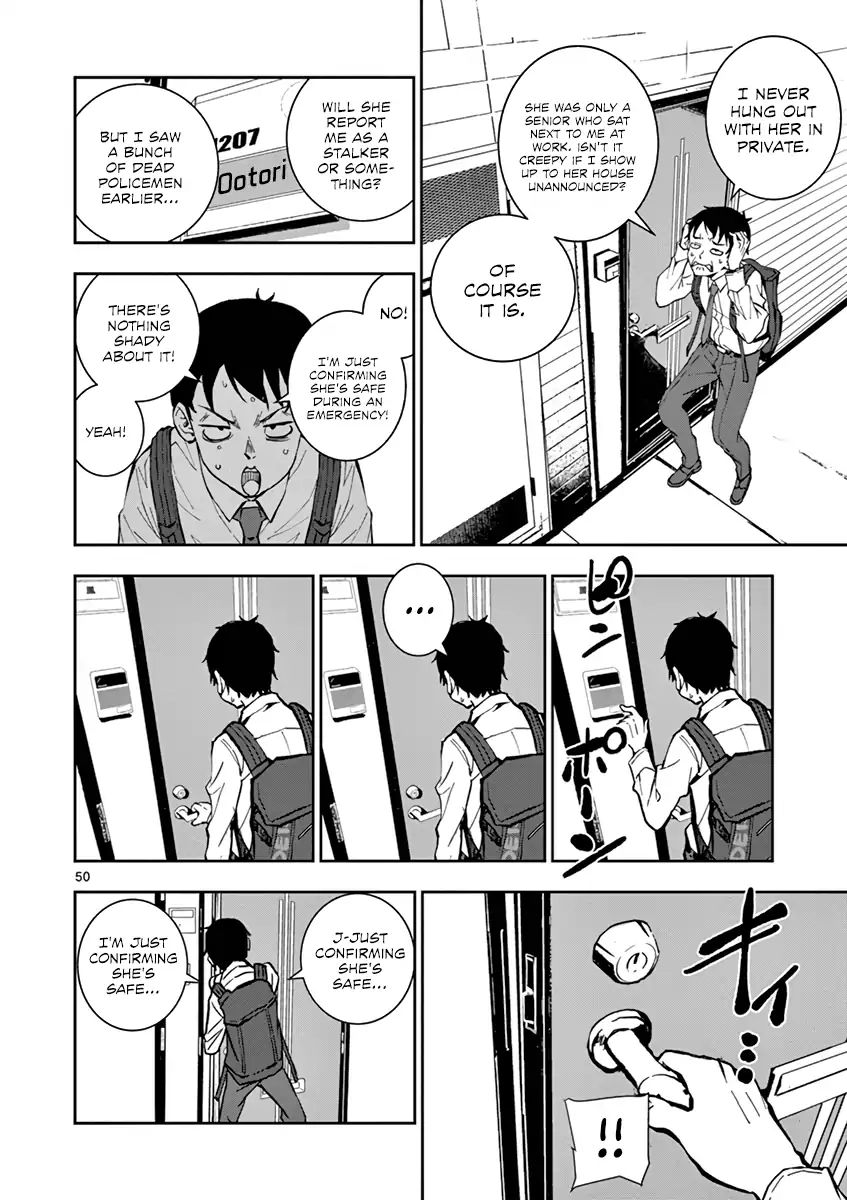 I NEVER
HUNG OUT
WITH HER IN
PRIVATE.
SHE WAS ONLY A
SENIOR WHO SAT
NEXT TO ME AT
WORK. ISN'T IT
CREEPY IF I SHOW
UP TO HER HOUSE
UNANNOUNCED?
OF
COURSE
IT IS.
WILL SHE
REPORT
ME AS A
STALKER
OR SOME-
THING?
BUT I SAW
A BUNCH
OF DEAD
POLICEMEN
EARLIER...
1207
Ootori
NO!
I'M JUST
CONFIRMING
SHE'S SAFE
DURING AN
EMERGENCY!
THERE'S
NOTHING
SHADY
ABOUT IT!
YEAH!
ピン
ポーン
...
50
キィ…
!!
J-JUST
CONFIRMING
SHE'S
SAFE...
I'M JUST
CONFIRMING
SHE'S
SAFE...